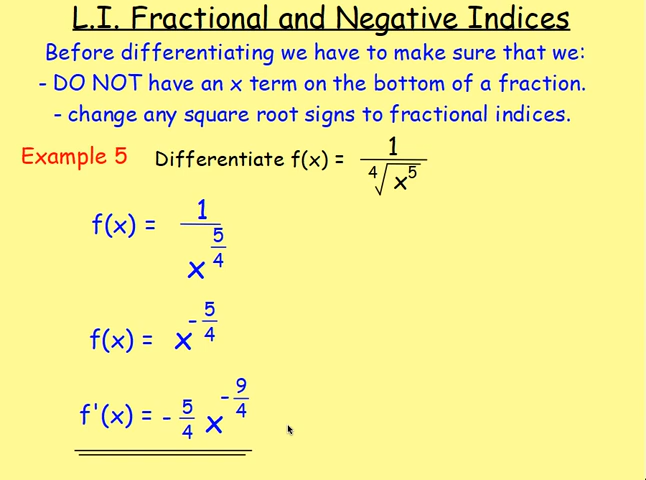 L.I. Fractional and Negative Indices
Before differentiating we have to make sure that we:
- DO NOT have an x term on the bottom of a fraction.
- change any square root signs to fractional indices.
Example 5 Differentiate f(x) = 1/⁴√x⁵
f(x) = 1/x^(5/4)
f(x) = x^(-5/4)
f'(x) = -5/4 x^(-9/4)